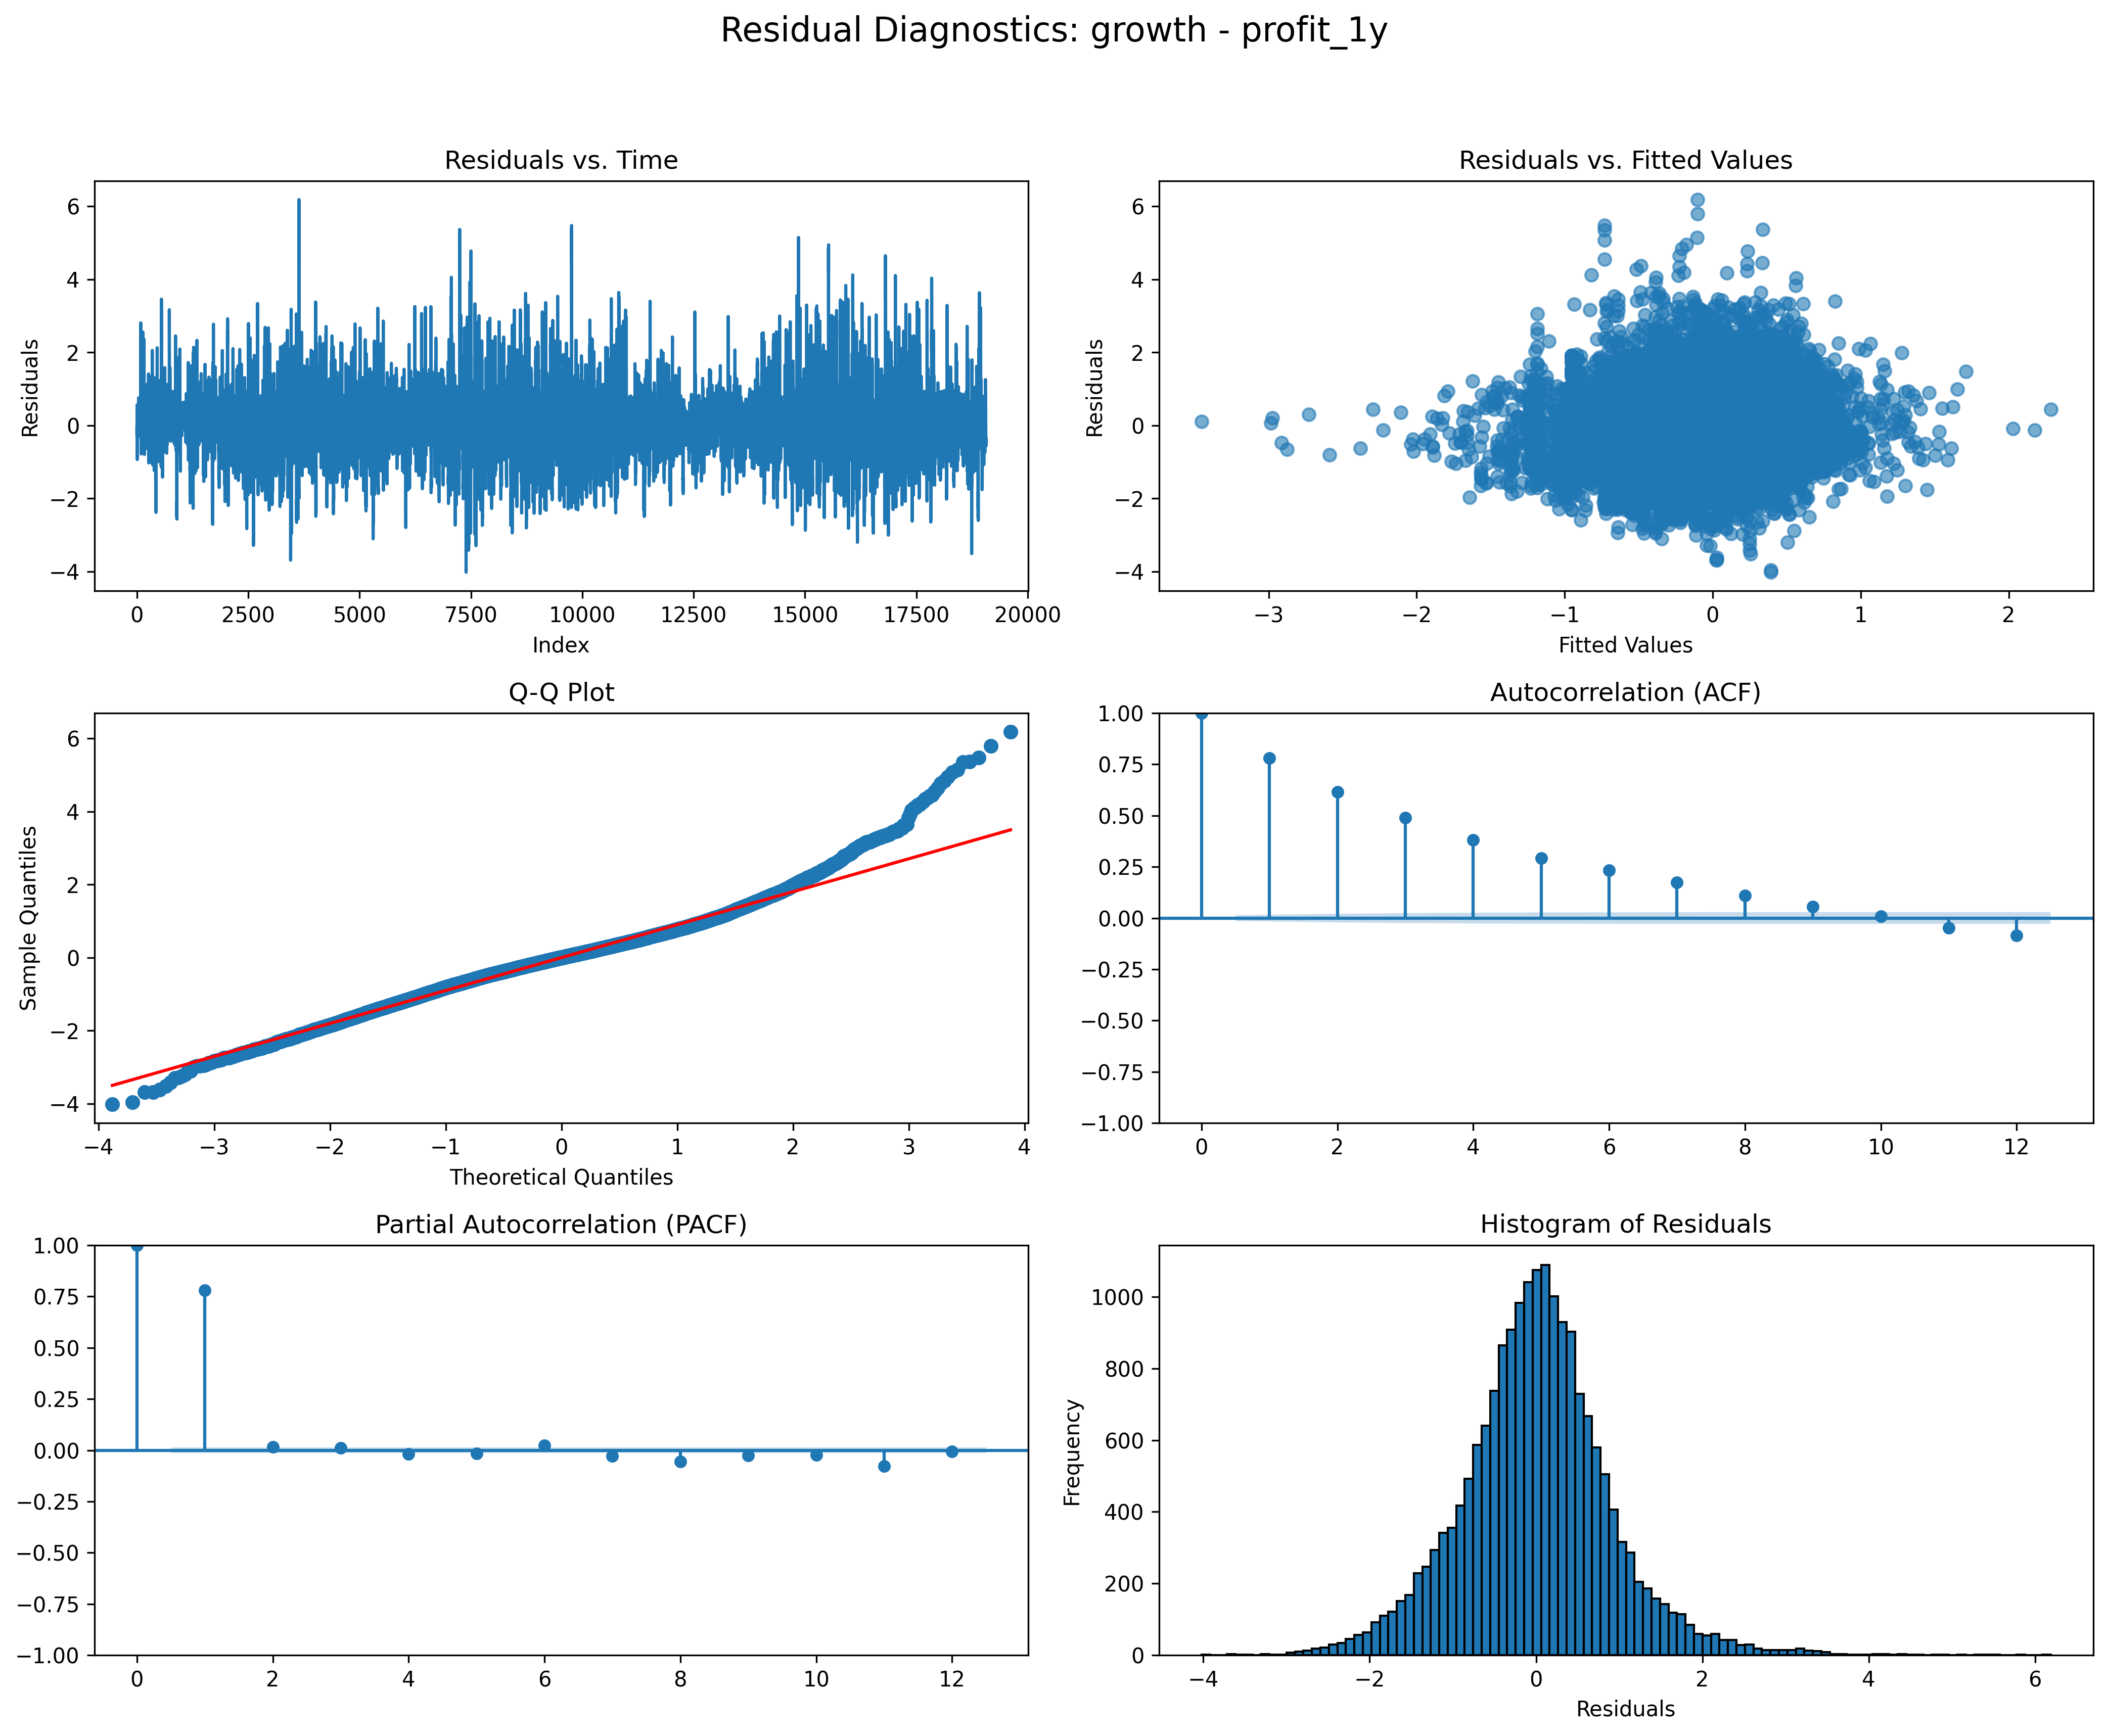 Residual Diagnostics: growth - profit_1y
Residuals vs. Time
Residuals
6
4
2
0
−2
−4
0 2500 5000 7500 10000 12500 15000 17500 20000
Index
Residuals vs. Fitted Values
Residuals
6
4
2
0
−2
−4
−3 −2 −1 0 1 2
Fitted Values
Q-Q Plot
Sample Quantiles
6
4
2
0
−2
−4
−4 −3 −2 −1 0 1 2 3 4
Theoretical Quantiles
Autocorrelation (ACF)
1.00
0.75
0.50
0.25
0.00
−0.25
−0.50
−0.75
−1.00
0 2 4 6 8 10 12
Partial Autocorrelation (PACF)
1.00
0.75
0.50
0.25
0.00
−0.25
−0.50
−0.75
−1.00
0 2 4 6 8 10 12
Histogram of Residuals
Frequency
1000
800
600
400
200
0
−4 −2 0 2 4 6
Residuals